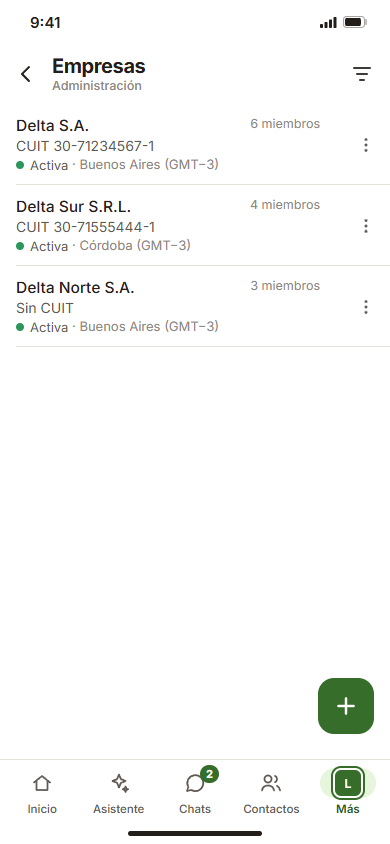 9:41
Empresas
Administración
Delta S.A.
6 miembros
CUIT 30-71234567-1
Activa · Buenos Aires (GMT−3)
Delta Sur S.R.L.
4 miembros
CUIT 30-71555444-1
Activa · Córdoba (GMT−3)
Delta Norte S.A.
3 miembros
Sin CUIT
Activa · Buenos Aires (GMT−3)
2
L
Inicio
Asistente
Chats
Contactos
Más